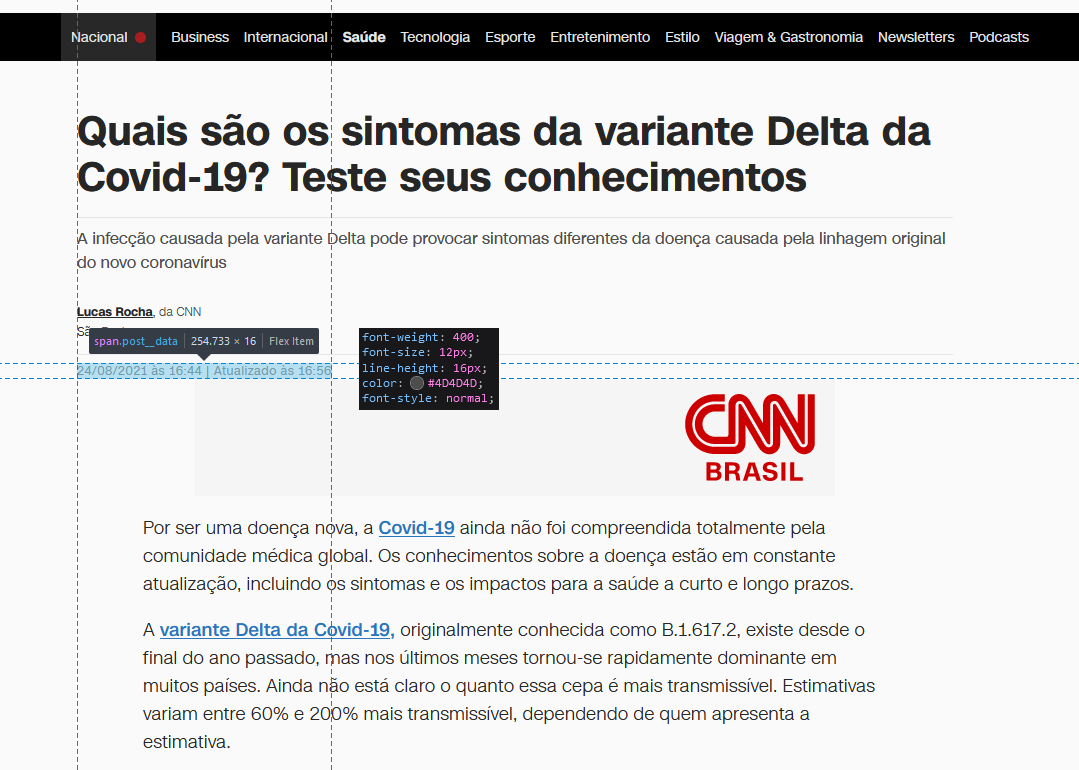 Nacional Business Internacional Saúde Tecnologia Esporte Entretenimento Estilo Viagem & Gastronomia Newsletters Podcasts
Quais são os sintomas da variante Delta da
Covid-19? Teste seus conhecimentos
A infecção causada pela variante Delta pode provocar sintomas diferentes da doença causada pela linhagem original
do novo coronavírus
Lucas Rocha, da CNN
span.post__data 254.733 × 16 Flex Item
24/08/2021 às 16:44 | Atualizado às 16:56
font-weight: 400;
font-size: 12px;
line-height: 16px;
color: #4D4D4D;
font-style: normal;
CNN
BRASIL
Por ser uma doença nova, a Covid-19 ainda não foi compreendida totalmente pela
comunidade médica global. Os conhecimentos sobre a doença estão em constante
atualização, incluindo os sintomas e os impactos para a saúde a curto e longo prazos.
A variante Delta da Covid-19, originalmente conhecida como B.1.617.2, existe desde o
final do ano passado, mas nos últimos meses tornou-se rapidamente dominante em
muitos países. Ainda não está claro o quanto essa cepa é mais transmissível. Estimativas
variam entre 60% e 200% mais transmissível, dependendo de quem apresenta a
estimativa.